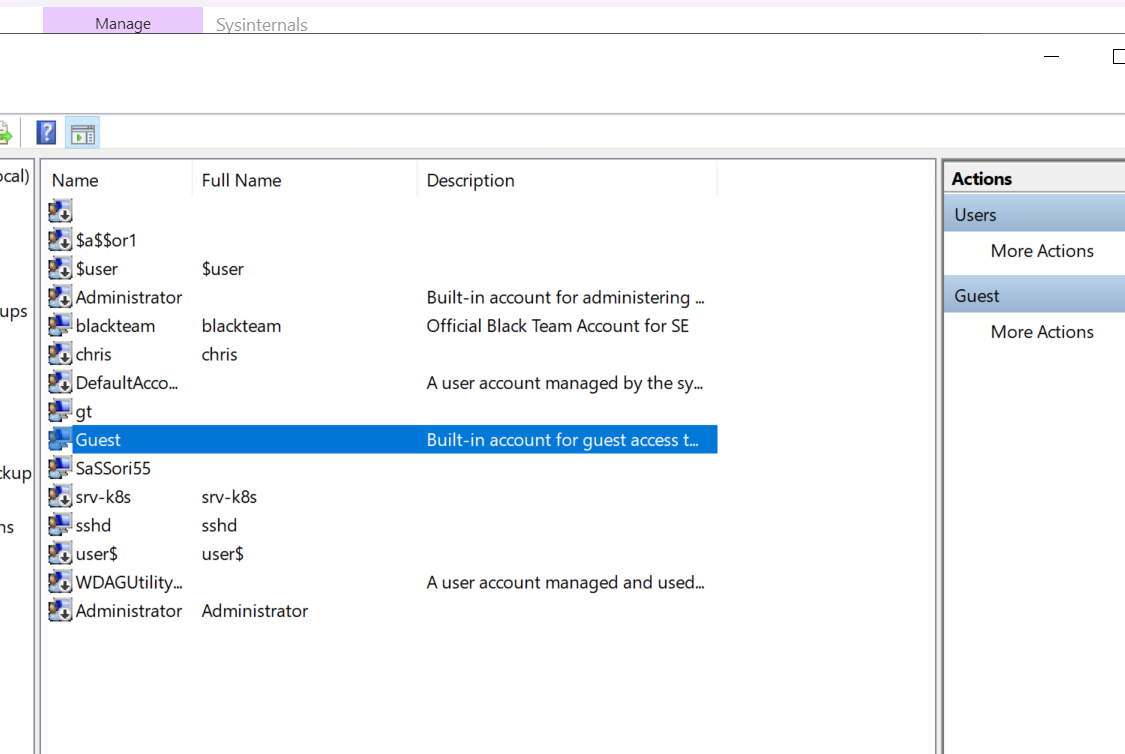 Manage Sysinternals
ocal)
ups
ckup
ns
Name Full Name Description
$a$$or1
$user $user
Administrator Built-in account for administering ...
blackteam blackteam Official Black Team Account for SE
chris chris
DefaultAcco... A user account managed by the sy...
gt
Guest Built-in account for guest access t...
SaSSori55
srv-k8s srv-k8s
sshd sshd
user$ user$
WDAGUtility... A user account managed and used...
Administrator Administrator
Actions
Users
More Actions
Guest
More Actions